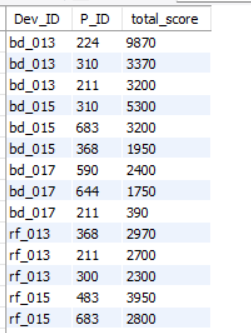 Dev_ID P_ID total_score
bd_013 224 9870
bd_013 310 3370
bd_013 211 3200
bd_015 310 5300
bd_015 683 3200
bd_015 368 1950
bd_017 590 2400
bd_017 644 1750
bd_017 211 390
rf_013 368 2970
rf_013 211 2700
rf_013 300 2300
rf_015 483 3950
rf_015 683 2800